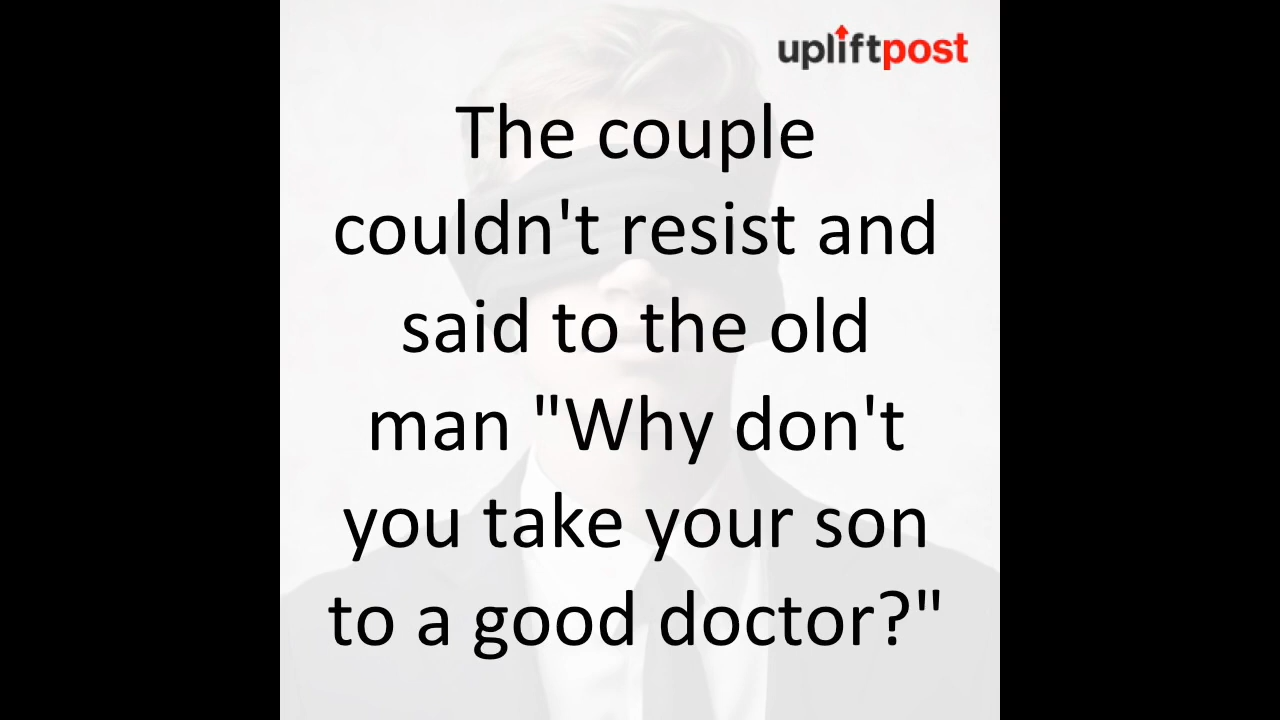 upliftpost
The couple
couldn't resist and
said to the old
man "Why don't
you take your son
to a good doctor?"